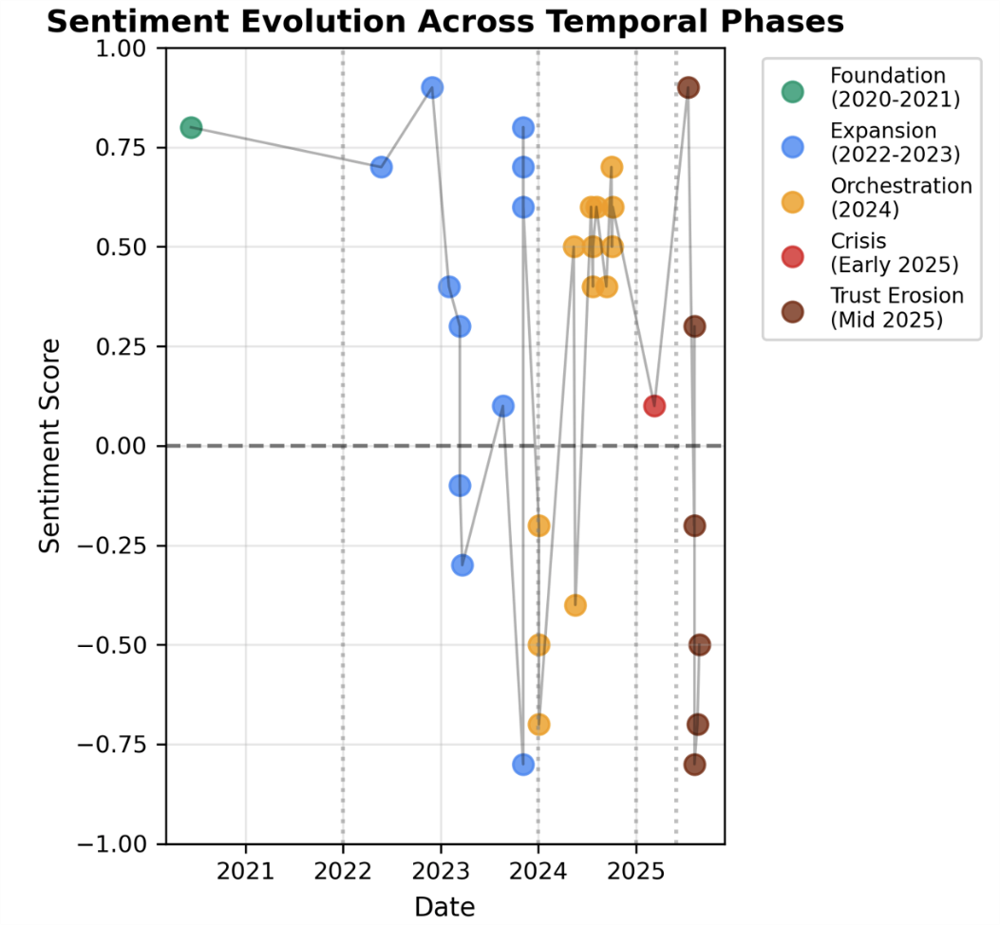 Sentiment Evolution Across Temporal Phases
1.00
0.75
0.50
0.25
0.00
−0.25
−0.50
−0.75
−1.00
Sentiment Score
2021
2022
2023
2024
2025
Date
Foundation
(2020-2021)
Expansion
(2022-2023)
Orchestration
(2024)
Crisis
(Early 2025)
Trust Erosion
(Mid 2025)